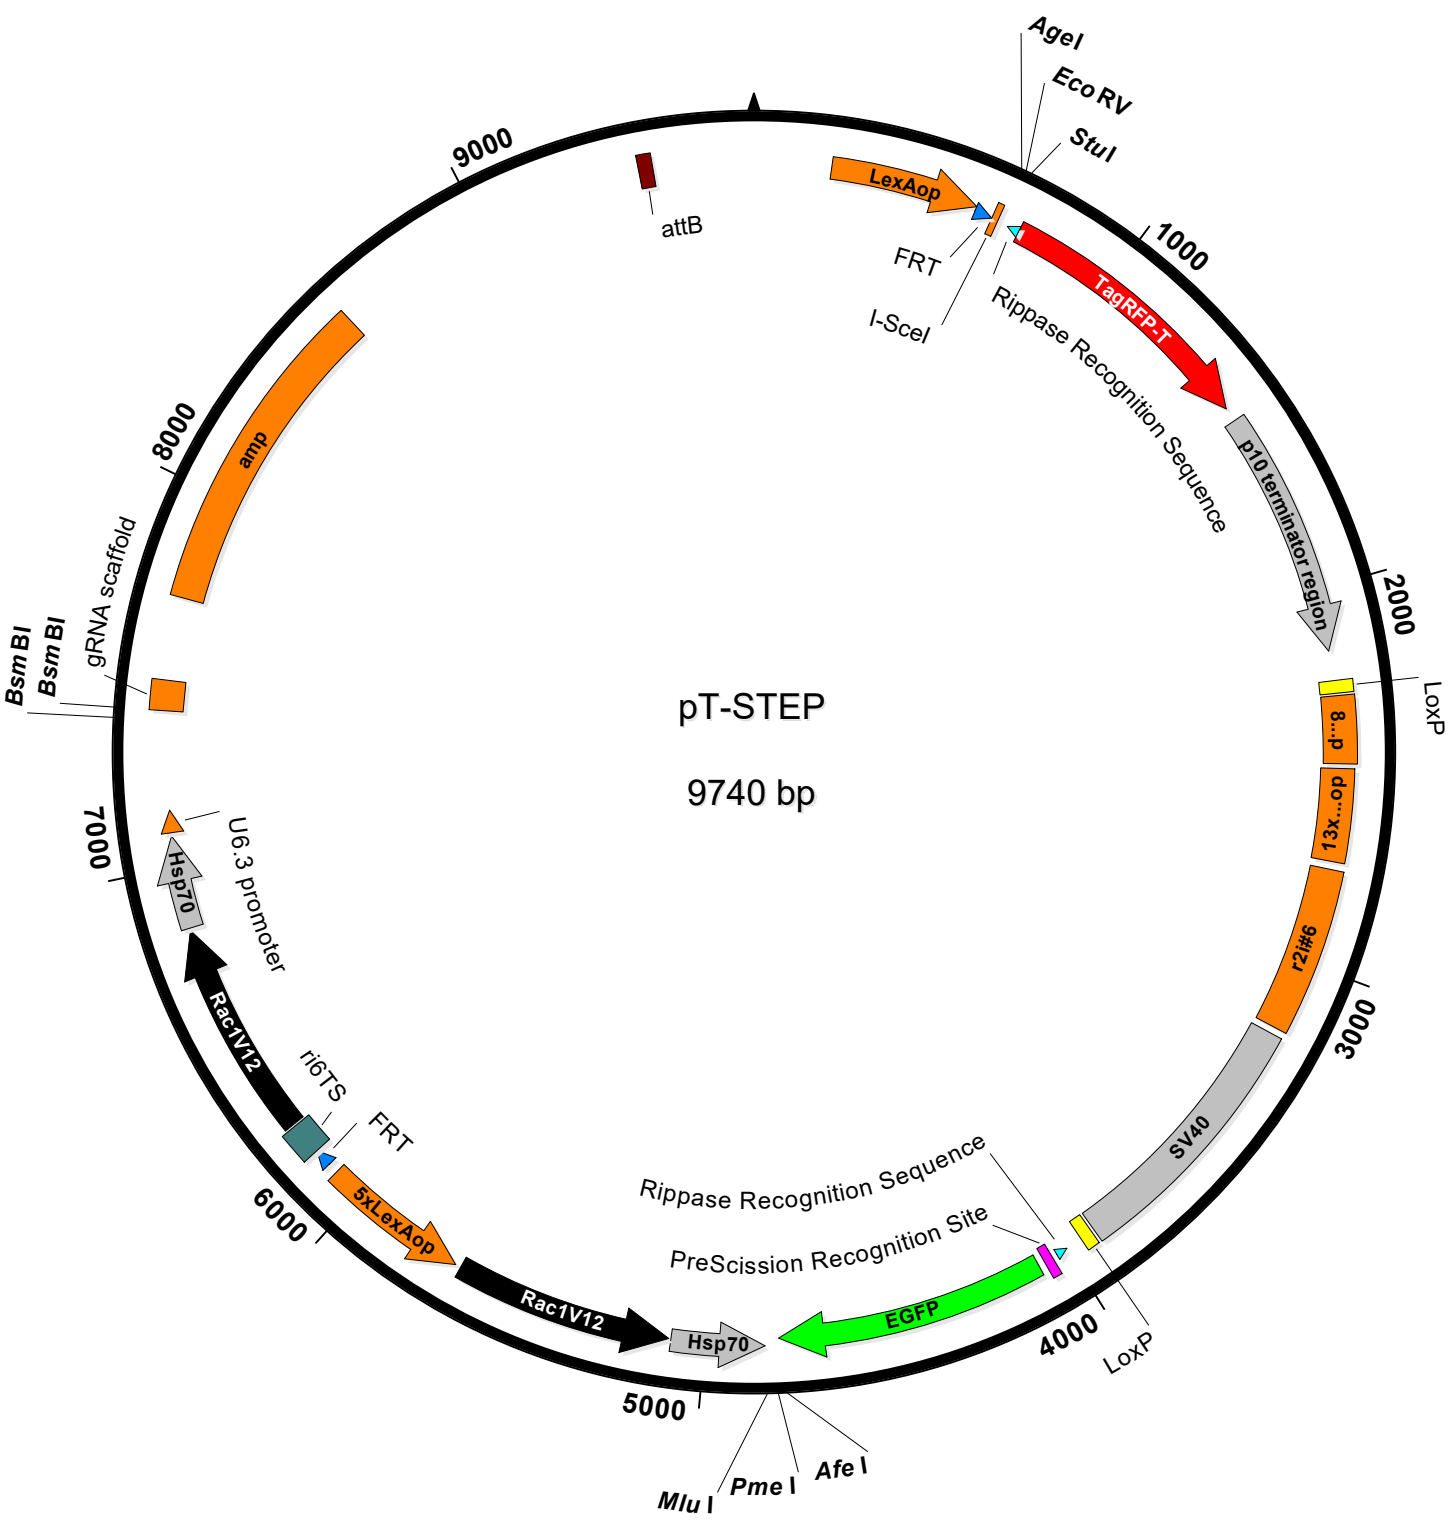 AgeI
EcoRV
StuI
9000
attB
LexAop
FRT
I-SceI
Rippase Recognition Sequence
TagRFP-T
1000
p10 terminator region
2000
LoxP
8...p
13x...op
r2i#6
3000
SV40
LoxP
4000
Rippase Recognition Sequence
PreScission Recognition Site
EGFP
AfeI
PmeI
MluI
5000
Hsp70
Rac1V12
5xLexAop
6000
FRT
ri6TS
Rac1V12
Hsp70
U6.3 promoter
7000
BsmBI
BsmBI
gRNA scaffold
8000
amp
pT-STEP
9740 bp